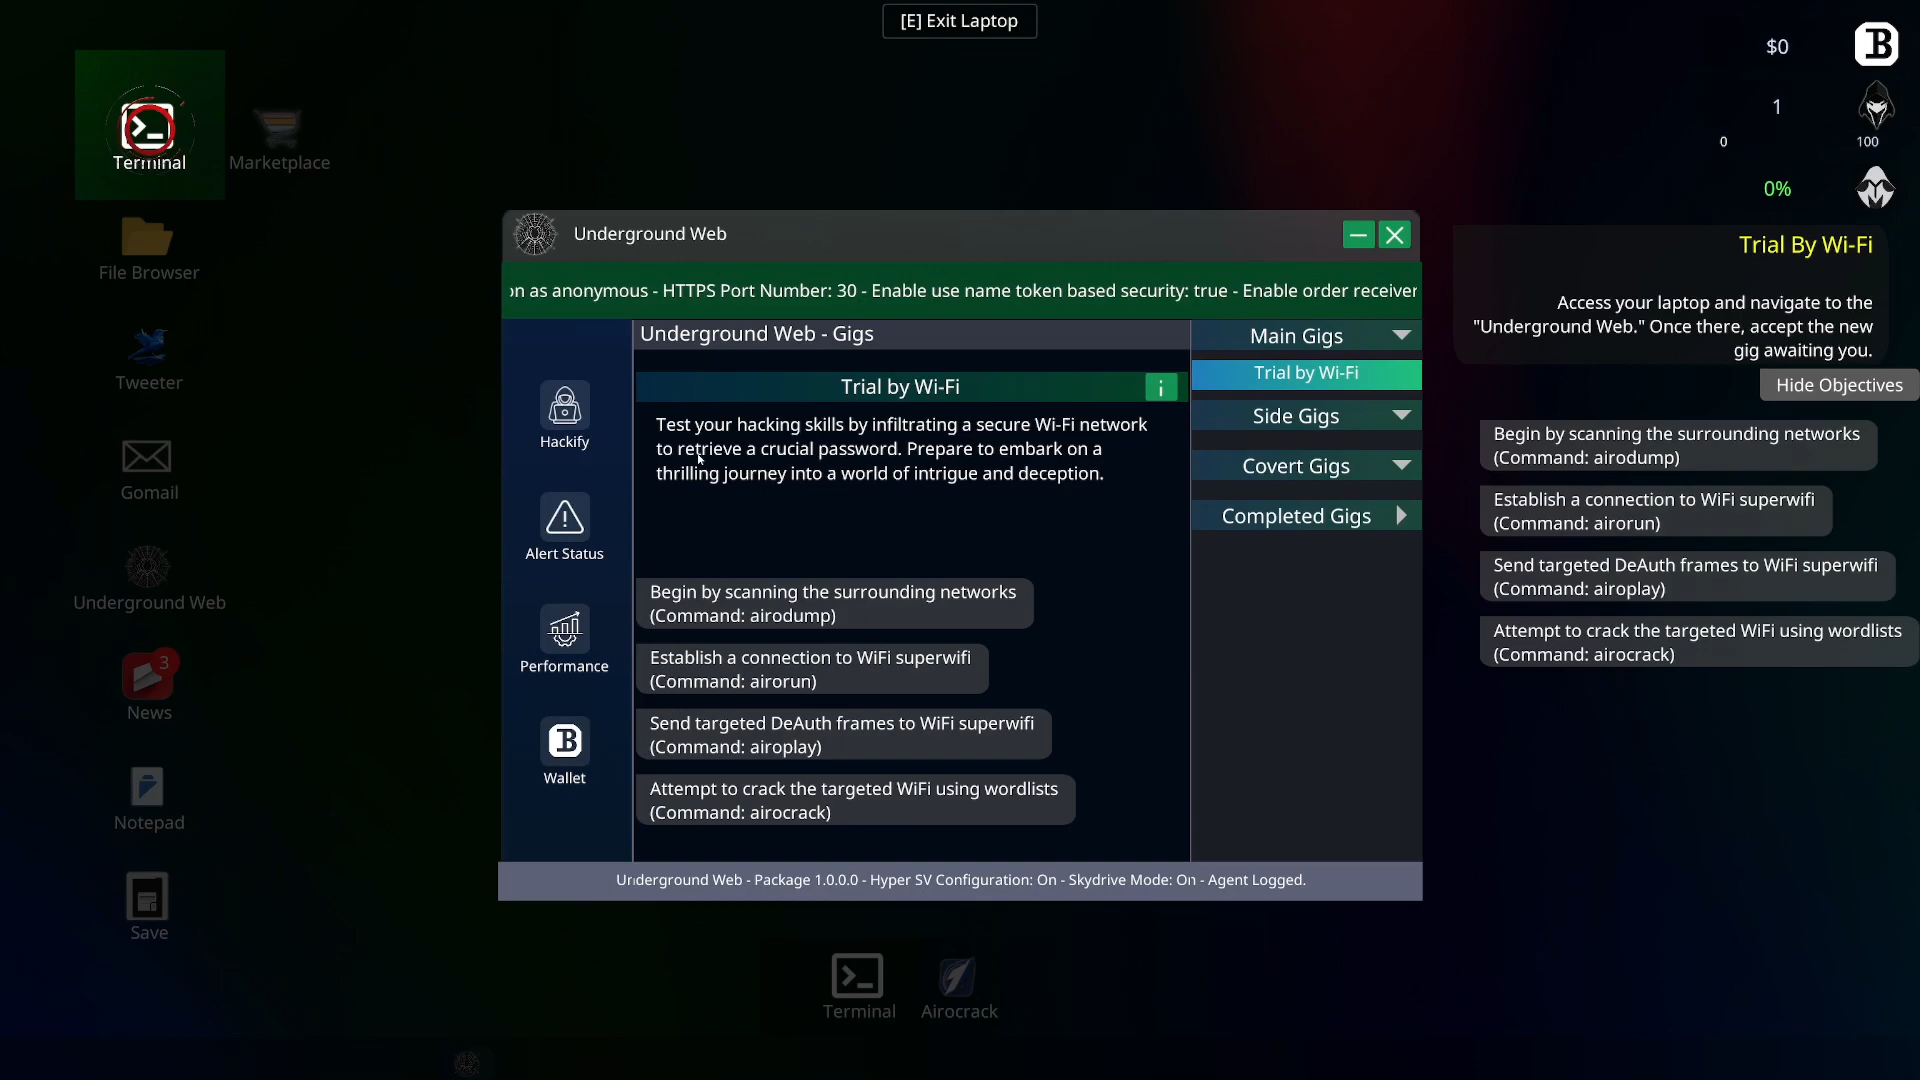 [E] Exit Laptop
$0
1
0
100
0%
Terminal
Marketplace
File Browser
Tweeter
Gomail
Underground Web
3
News
Notepad
Save
Underground Web
on as anonymous - HTTPS Port Number: 30 - Enable use name token based security: true - Enable order receiver
Hackify
Alert Status
Performance
Wallet
Underground Web - Gigs
Trial by Wi-Fi
i
Test your hacking skills by infiltrating a secure Wi-Fi network
to retrieve a crucial password. Prepare to embark on a
thrilling journey into a world of intrigue and deception.
Begin by scanning the surrounding networks
(Command: airodump)
Establish a connection to WiFi superwifi
(Command: airorun)
Send targeted DeAuth frames to WiFi superwifi
(Command: airoplay)
Attempt to crack the targeted WiFi using wordlists
(Command: airocrack)
Main Gigs
Trial by Wi-Fi
Side Gigs
Covert Gigs
Completed Gigs
Underground Web - Package 1.0.0.0 - Hyper SV Configuration: On - Skydrive Mode: On - Agent Logged.
Terminal
Airocrack
Trial By Wi-Fi
Access your laptop and navigate to the
"Underground Web." Once there, accept the new
gig awaiting you.
Hide Objectives
Begin by scanning the surrounding networks
(Command: airodump)
Establish a connection to WiFi superwifi
(Command: airorun)
Send targeted DeAuth frames to WiFi superwifi
(Command: airoplay)
Attempt to crack the targeted WiFi using wordlists
(Command: airocrack)